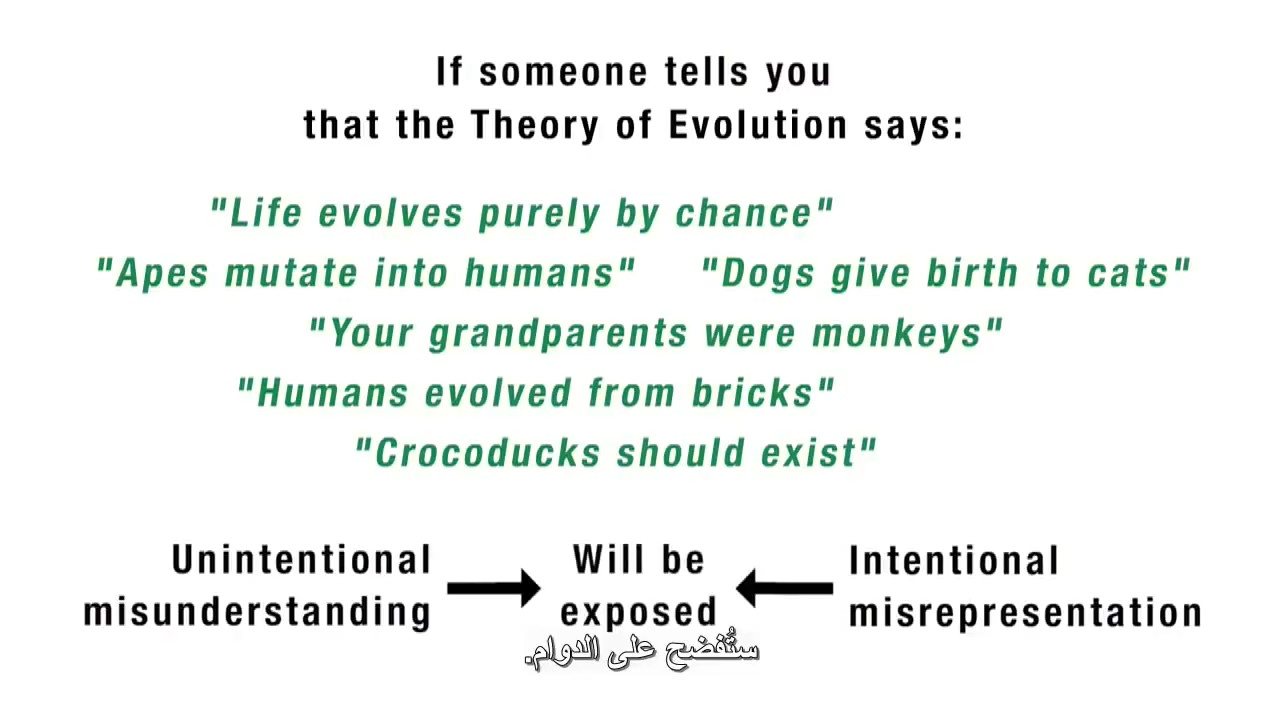 If someone tells you
that the Theory of Evolution says:
"Life evolves purely by chance"
"Apes mutate into humans" "Dogs give birth to cats"
"Your grandparents were monkeys"
"Humans evolved from bricks"
"Crocoducks should exist"
Unintentional
misunderstanding
Will be
exposed
Intentional
misrepresentation
ستُفضح على الدوام.